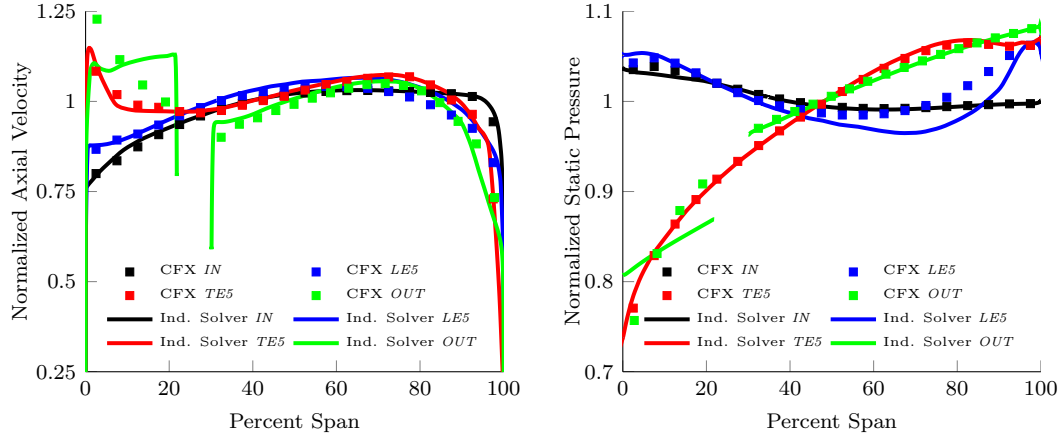 1.25
1
0.75
0.5
0.25
0
20
40
60
80
100
Normalized Axial Velocity
Percent Span
CFX IN
CFX LE5
CFX TE5
CFX OUT
Ind. Solver IN
Ind. Solver LE5
Ind. Solver TE5
Ind. Solver OUT
1.1
1
0.9
0.8
0.7
0
20
40
60
80
100
Normalized Static Pressure
Percent Span
CFX IN
CFX LE5
CFX TE5
CFX OUT
Ind. Solver IN
Ind. Solver LE5
Ind. Solver TE5
Ind. Solver OUT